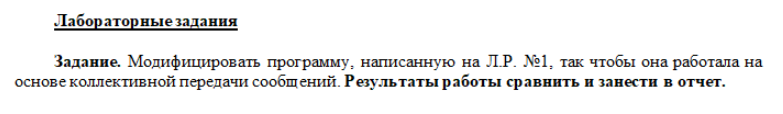 Лабораторные задания
Задание. Модифицировать программу, написанную на Л.Р. №1, так чтобы она работала на
основе коллективной передачи сообщений. Результаты работы сравнить и занести в отчет.